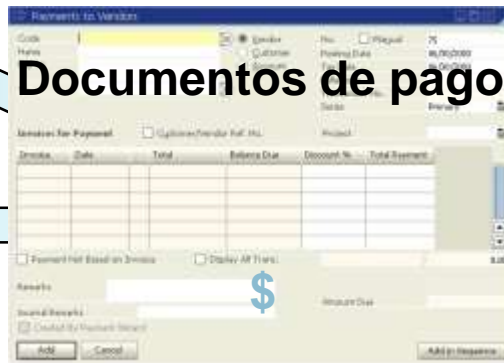 Payments to Vendors
Code Vendor No. Manual 75
Name Customer Posting Date
Documentos de pago
Series Primary
Invoices for Payment Customer/Vendor Ref. No. Project
Invoice Date Total Balance Due Discount % Total Payment
Payment Not Based on Invoice Display All Trans.
Remarks
$
Amount Due
Journal Remarks
Created By Payment Wizard
Add Cancel Add in Sequence